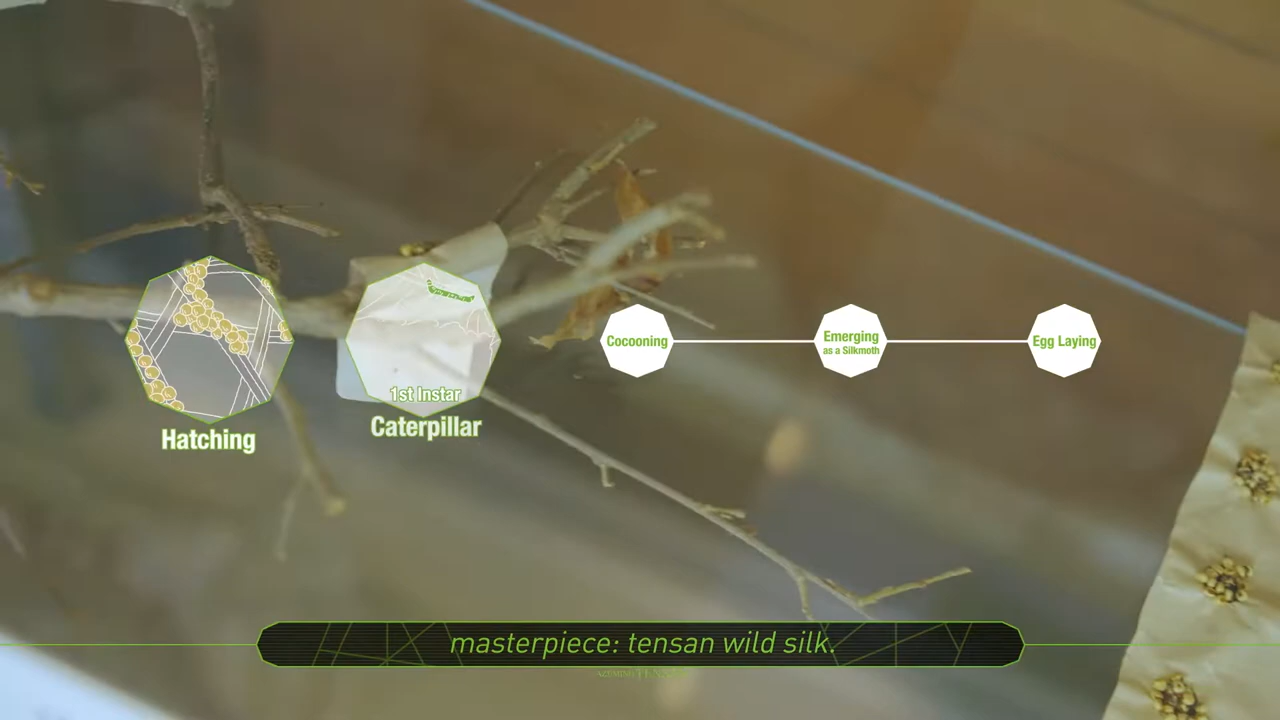 1st Instar
Hatching
Caterpillar
Cocooning
Emerging
as a Silkmoth
Egg Laying
masterpiece: tensan wild silk.